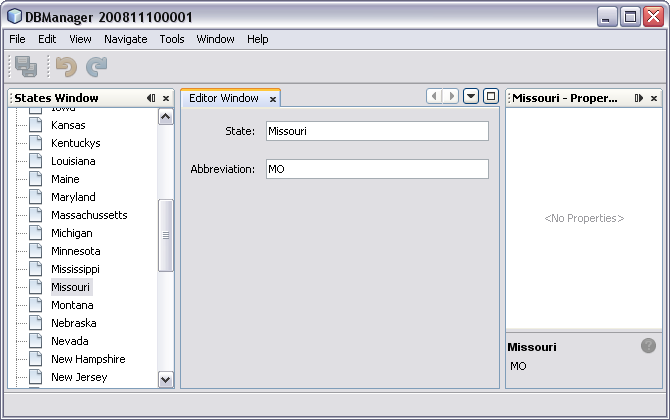 DBManager 200811100001
File Edit View Navigate Tools Window Help
States Window
Iowa
Kansas
Kentuckys
Louisiana
Maine
Maryland
Massachussetts
Michigan
Minnesota
Mississippi
Missouri
Montana
Nebraska
Nevada
New Hampshire
New Jersey
Editor Window
State: Missouri
Abbreviation: MO
Missouri - Proper...
<No Properties>
Missouri
MO